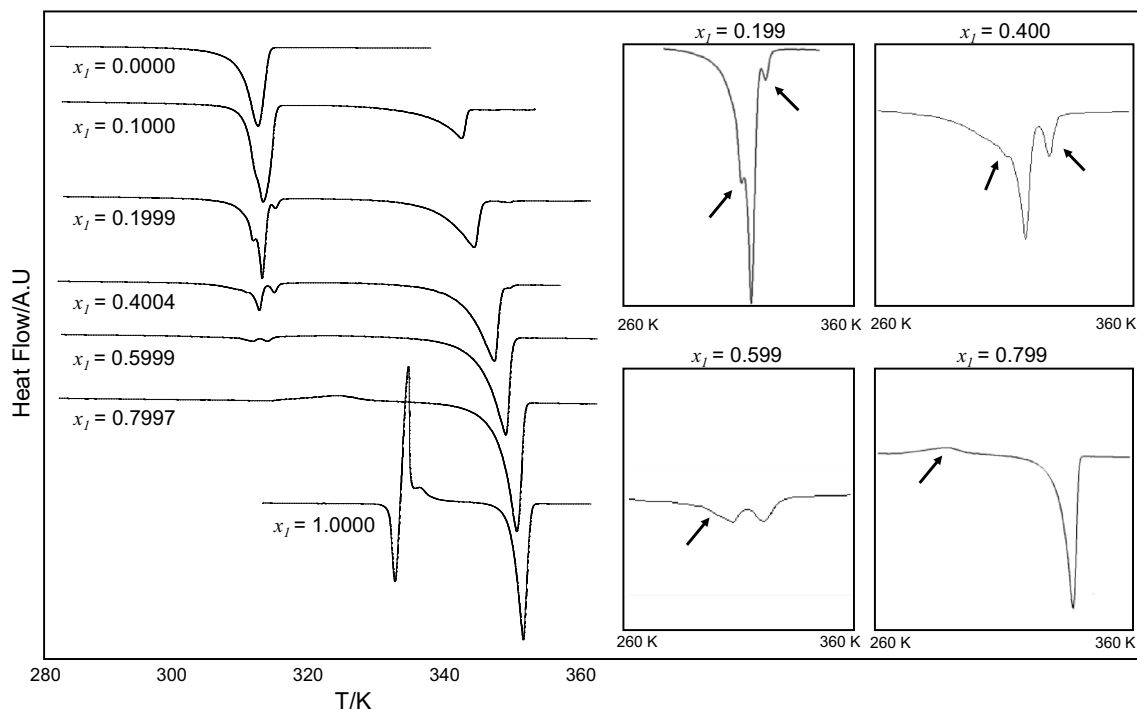 x1 = 0.0000
x1 = 0.1000
x1 = 0.1999
x1 = 0.4004
x1 = 0.5999
x1 = 0.7997
x1 = 1.0000
Heat Flow/A.U
280 300 320 340 360
T/K
x1 = 0.199
260 K 360 K
x1 = 0.400
260 K 360 K
x1 = 0.599
260 K 360 K
x1 = 0.799
260 K 360 K